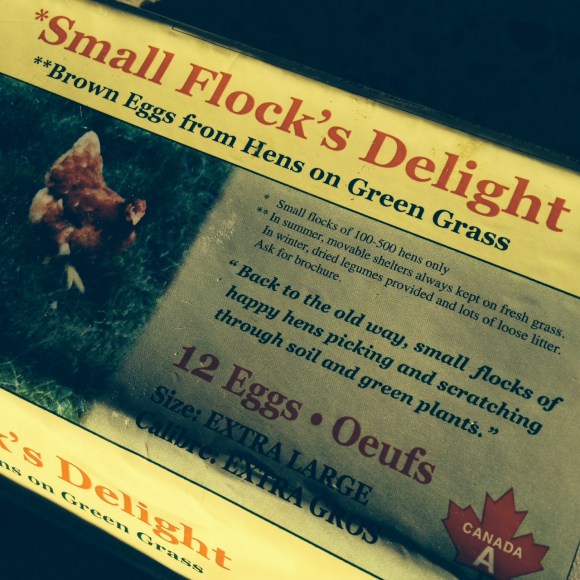 *Small Flock's Delight
**Brown Eggs from Hens on Green Grass
* Small flocks of 100-500 hens only
** In summer, movable shelters always kept on fresh grass.
In winter, dried legumes provided and lots of loose litter.
Ask for brochure.
“Back to the old way, small flocks of
happy hens picking and scratching
through soil and green plants.”
12 Eggs • Oeufs
Size: EXTRA LARGE
Calibre: EXTRA GROS
CANADA
A
k's Delight
ens on Green Grass